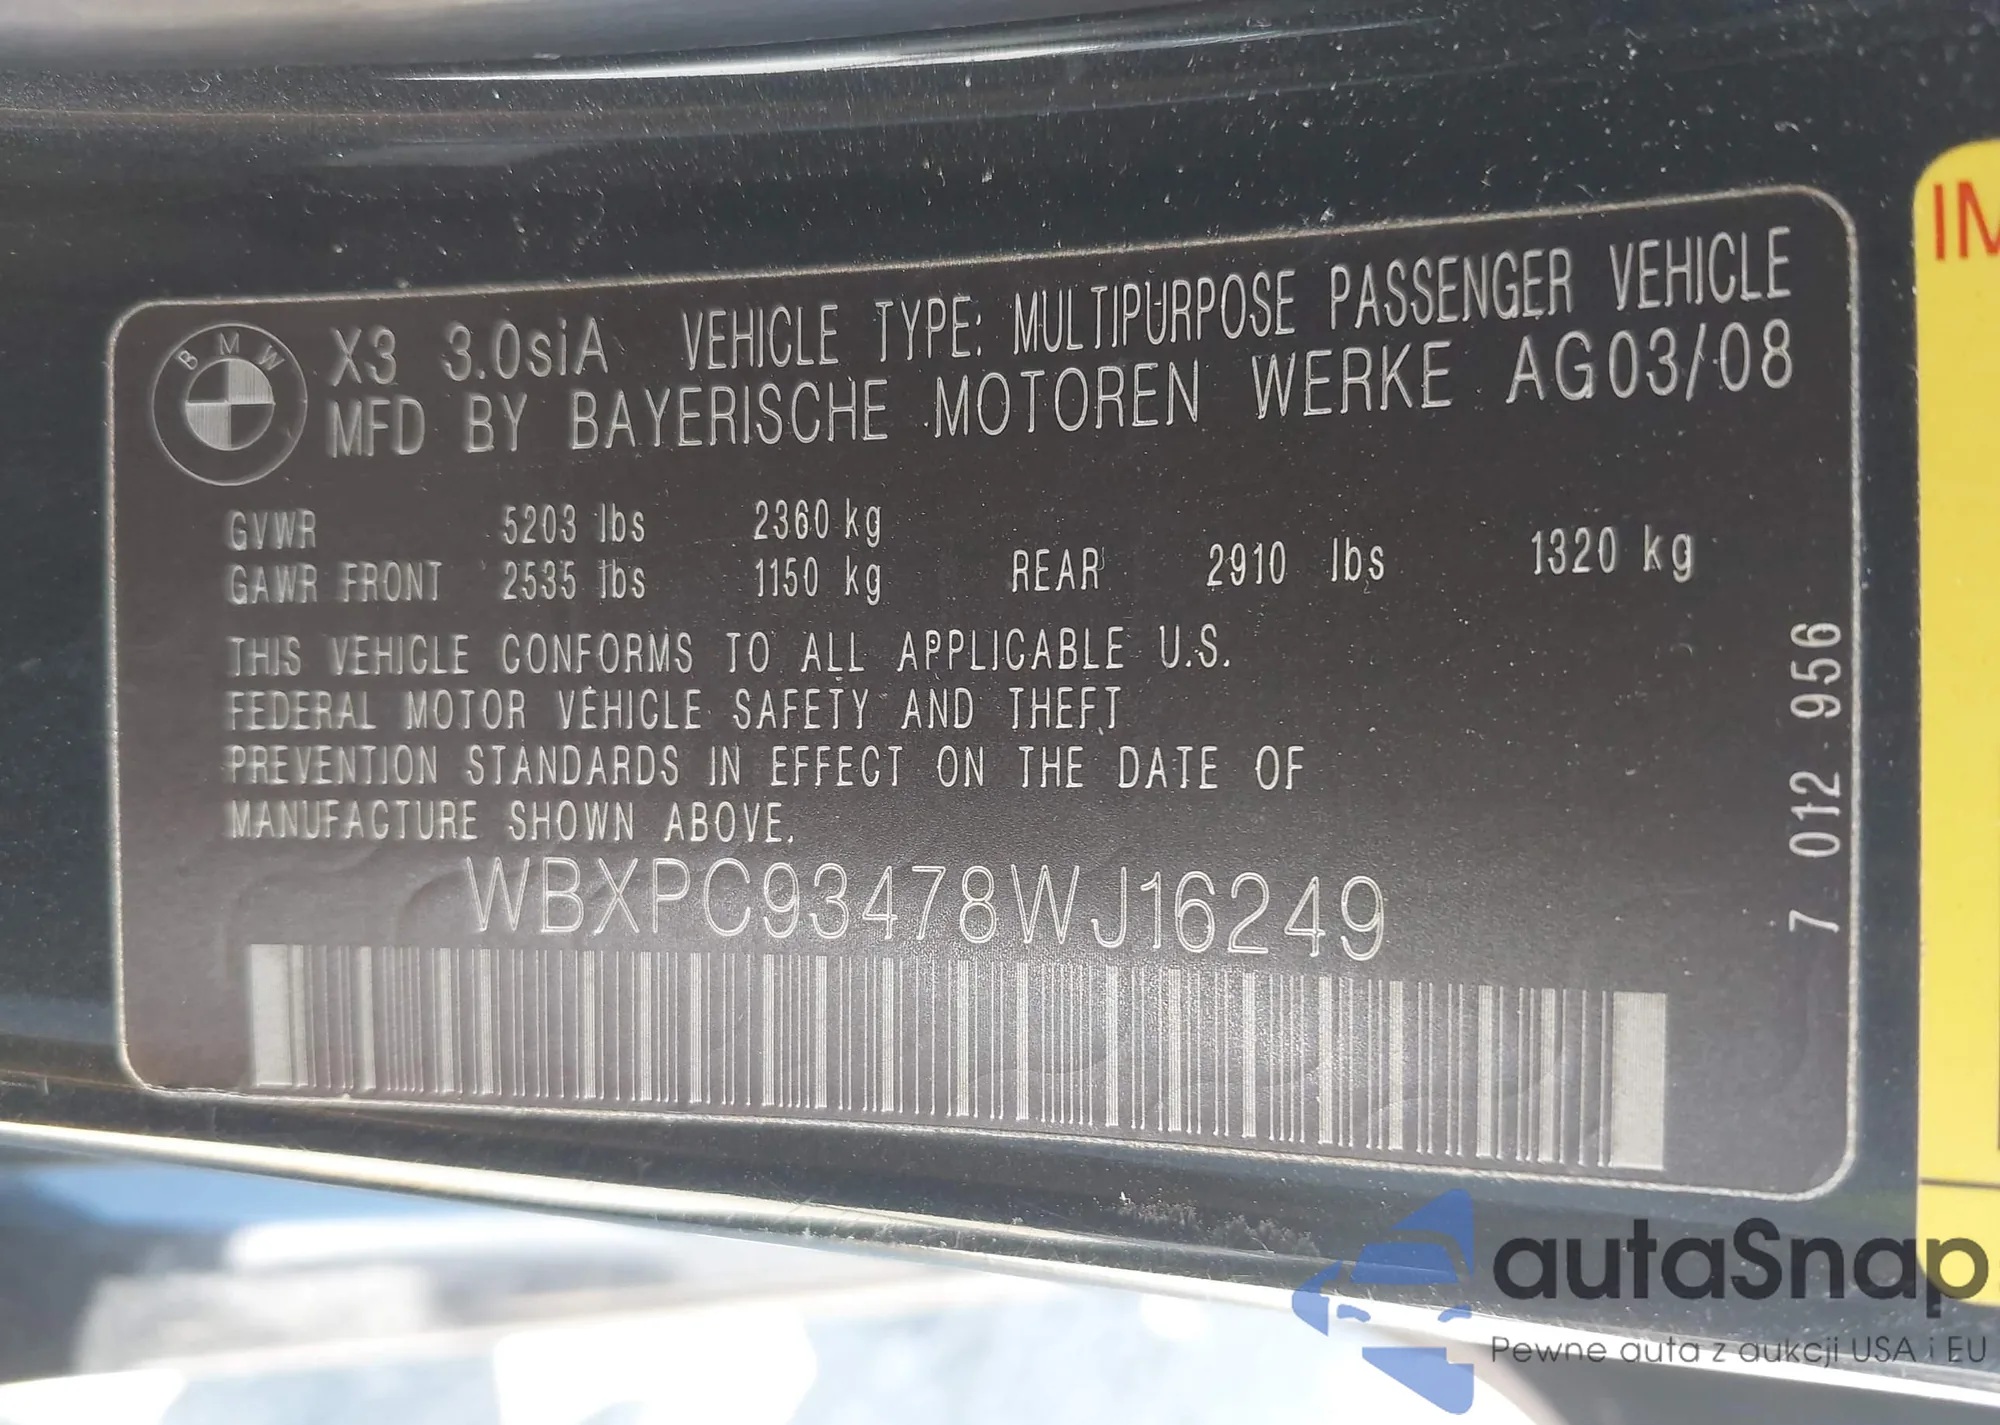 BMW
X3 3.0siA VEHICLE TYPE: MULTIPURPOSE PASSENGER VEHICLE
MFD BY BAYERISCHE MOTOREN WERKE AG03/08
GVWR 5203 lbs 2360 kg
GAWR FRONT 2535 lbs 1150 kg REAR 2910 lbs 1320 kg
THIS VEHICLE CONFORMS TO ALL APPLICABLE U.S.
FEDERAL MOTOR VEHICLE SAFETY AND THEFT
PREVENTION STANDARDS IN EFFECT ON THE DATE OF
MANUFACTURE SHOWN ABOVE.
WBXPC93478WJ16249
7 012 956
IM
autaSnap
Pewne auta z aukcji USA i EU